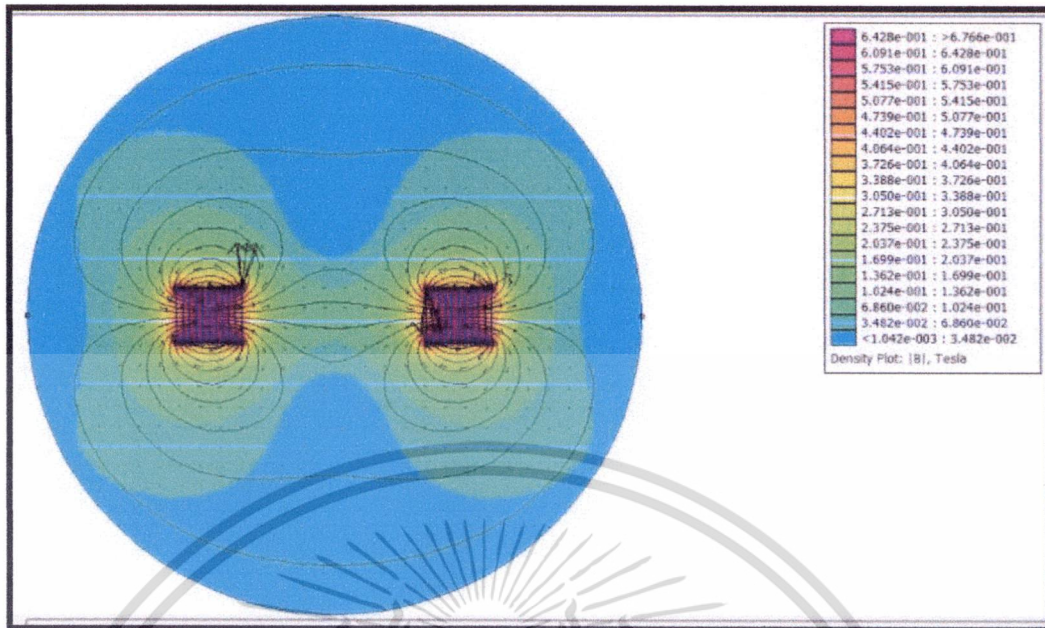 6.428e-001 : >6.766e-001
6.091e-001 : 6.428e-001
5.753e-001 : 6.091e-001
5.415e-001 : 5.753e-001
5.077e-001 : 5.415e-001
4.739e-001 : 5.077e-001
4.402e-001 : 4.739e-001
4.064e-001 : 4.402e-001
3.726e-001 : 4.064e-001
3.388e-001 : 3.726e-001
3.050e-001 : 3.388e-001
2.713e-001 : 3.050e-001
2.375e-001 : 2.713e-001
2.037e-001 : 2.375e-001
1.699e-001 : 2.037e-001
1.362e-001 : 1.699e-001
1.024e-001 : 1.362e-001
6.860e-002 : 1.024e-001
3.482e-002 : 6.860e-002
<1.042e-003 : 3.482e-002
Density Plot: |B|, Tesla